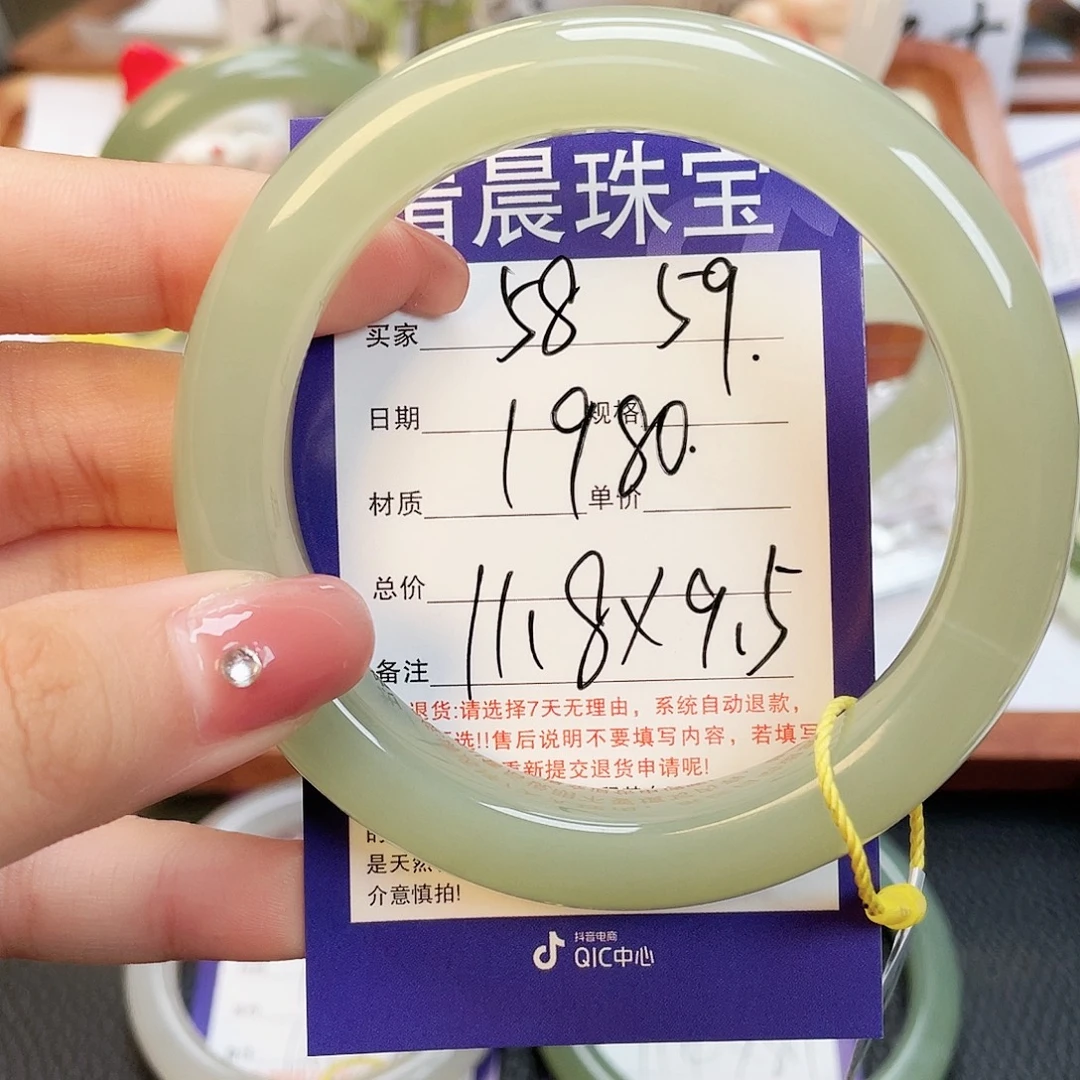 晨珠宝
58 59.
买家
1980.
日期 规格
材质 单价
11.8×9.5
总价
备注
退货:请选择7天无理由，系统自动退款，
选!!售后说明不要填写内容，若填写
重新提交退货申请呢!
的
是天然
介意慎拍!
抖音电商
QIC中心